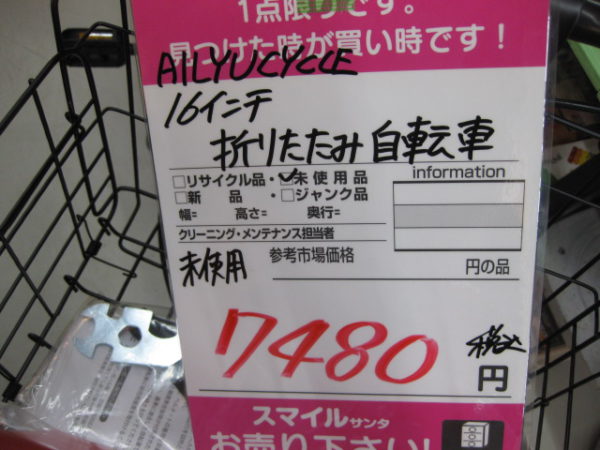 1点限りです。
見つけた時が買い時です！
AILYUCYCLE
16インチ
折りたたみ自転車
□リサイクル品・☑未使用品
□新品・□ジャンク品
information
幅= 高さ= 奥行=
クリーニング・メンテナンス担当者
未使用
参考市場価格
円の品
7480
税込
円
スマイルサンタ
お売り下さい!